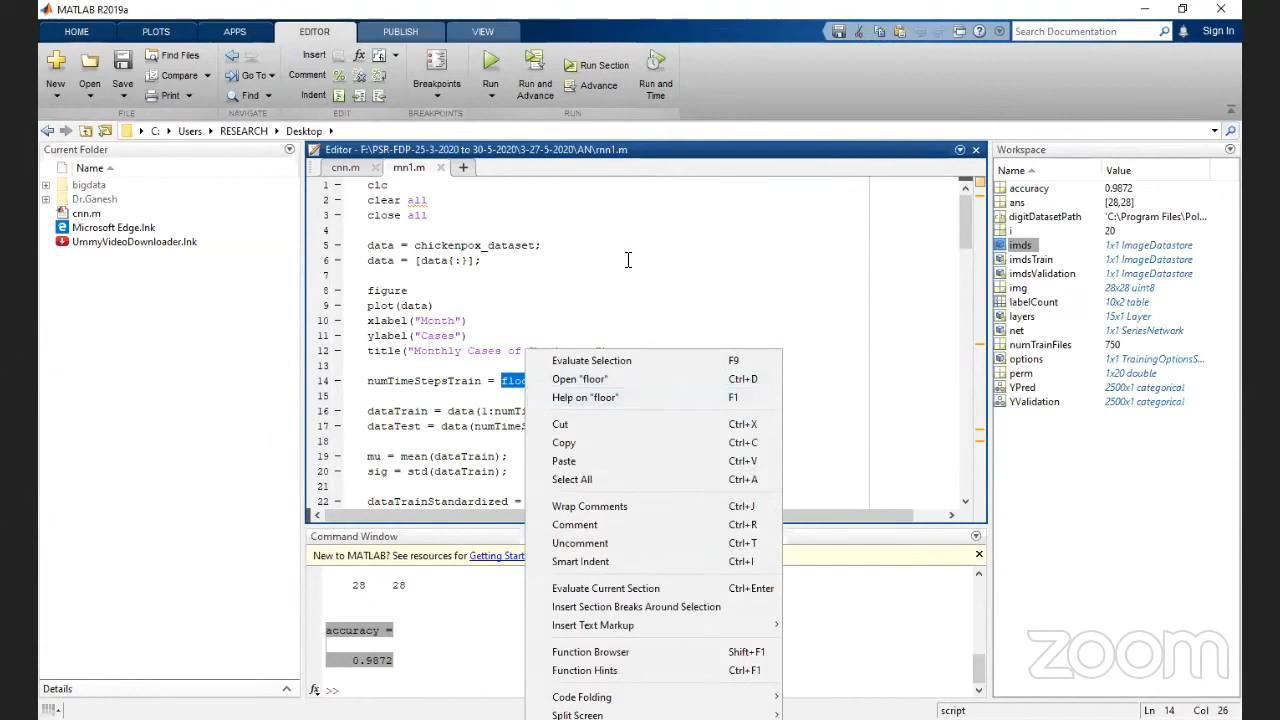 MATLAB R2019a
HOME PLOTS APPS EDITOR PUBLISH VIEW Search Documentation Sign In
New Open Save Find Files Compare Print
Go To Find
Insert fx
Comment
Indent
Breakpoints Run Run and Advance Run Section Advance Run and Time
FILE NAVIGATE EDIT BREAKPOINTS RUN
C: Users RESEARCH Desktop
Current Folder
Name
bigdata
Dr.Ganesh
cnn.m
Microsoft Edge.lnk
UmmyVideoDownloader.lnk
Details
Editor - F:\PSR-FDP-25-3-2020 to 30-5-2020\3-27-5-2020\AN\rnn1.m
cnn.m rnn1.m +
1 clc
2 clear all
3 close all
4
5 data = chickenpox_dataset;
6 data = [data{:}];
7
8 figure
9 plot(data)
10 xlabel("Month")
11 ylabel("Cases")
12 title("Monthly Cases of
13
14 numTimeStepsTrain = floo
15
16 dataTrain = data(1:numTi
17 dataTest = data(numTimeS
18
19 mu = mean(dataTrain);
20 sig = std(dataTrain);
21
22 dataTrainStandardized =
Evaluate Selection F9
Open "floor" Ctrl+D
Help on "floor" F1
Cut Ctrl+X
Copy Ctrl+C
Paste Ctrl+V
Select All Ctrl+A
Wrap Comments Ctrl+J
Comment Ctrl+R
Uncomment Ctrl+T
Smart Indent Ctrl+I
Evaluate Current Section Ctrl+Enter
Insert Section Breaks Around Selection
Insert Text Markup
Function Browser Shift+F1
Function Hints Ctrl+F1
Code Folding
Split Screen
Command Window
New to MATLAB? See resources for Getting Start
28 28
accuracy =
0.9872
fx >>
Workspace
Name Value
accuracy 0.9872
ans [28,28]
digitDatasetPath 'C:\Program Files\Pol...
i 20
imds 1x1 ImageDatastore
imdsTrain 1x1 ImageDatastore
imdsValidation 1x1 ImageDatastore
img 28x28 uint8
labelCount 10x2 table
layers 15x1 Layer
net 1x1 SeriesNetwork
numTrainFiles 750
options 1x1 TrainingOptionsS...
perm 1x20 double
YPred 2500x1 categorical
YValidation 2500x1 categorical
zoom
script Ln 14 Col 26